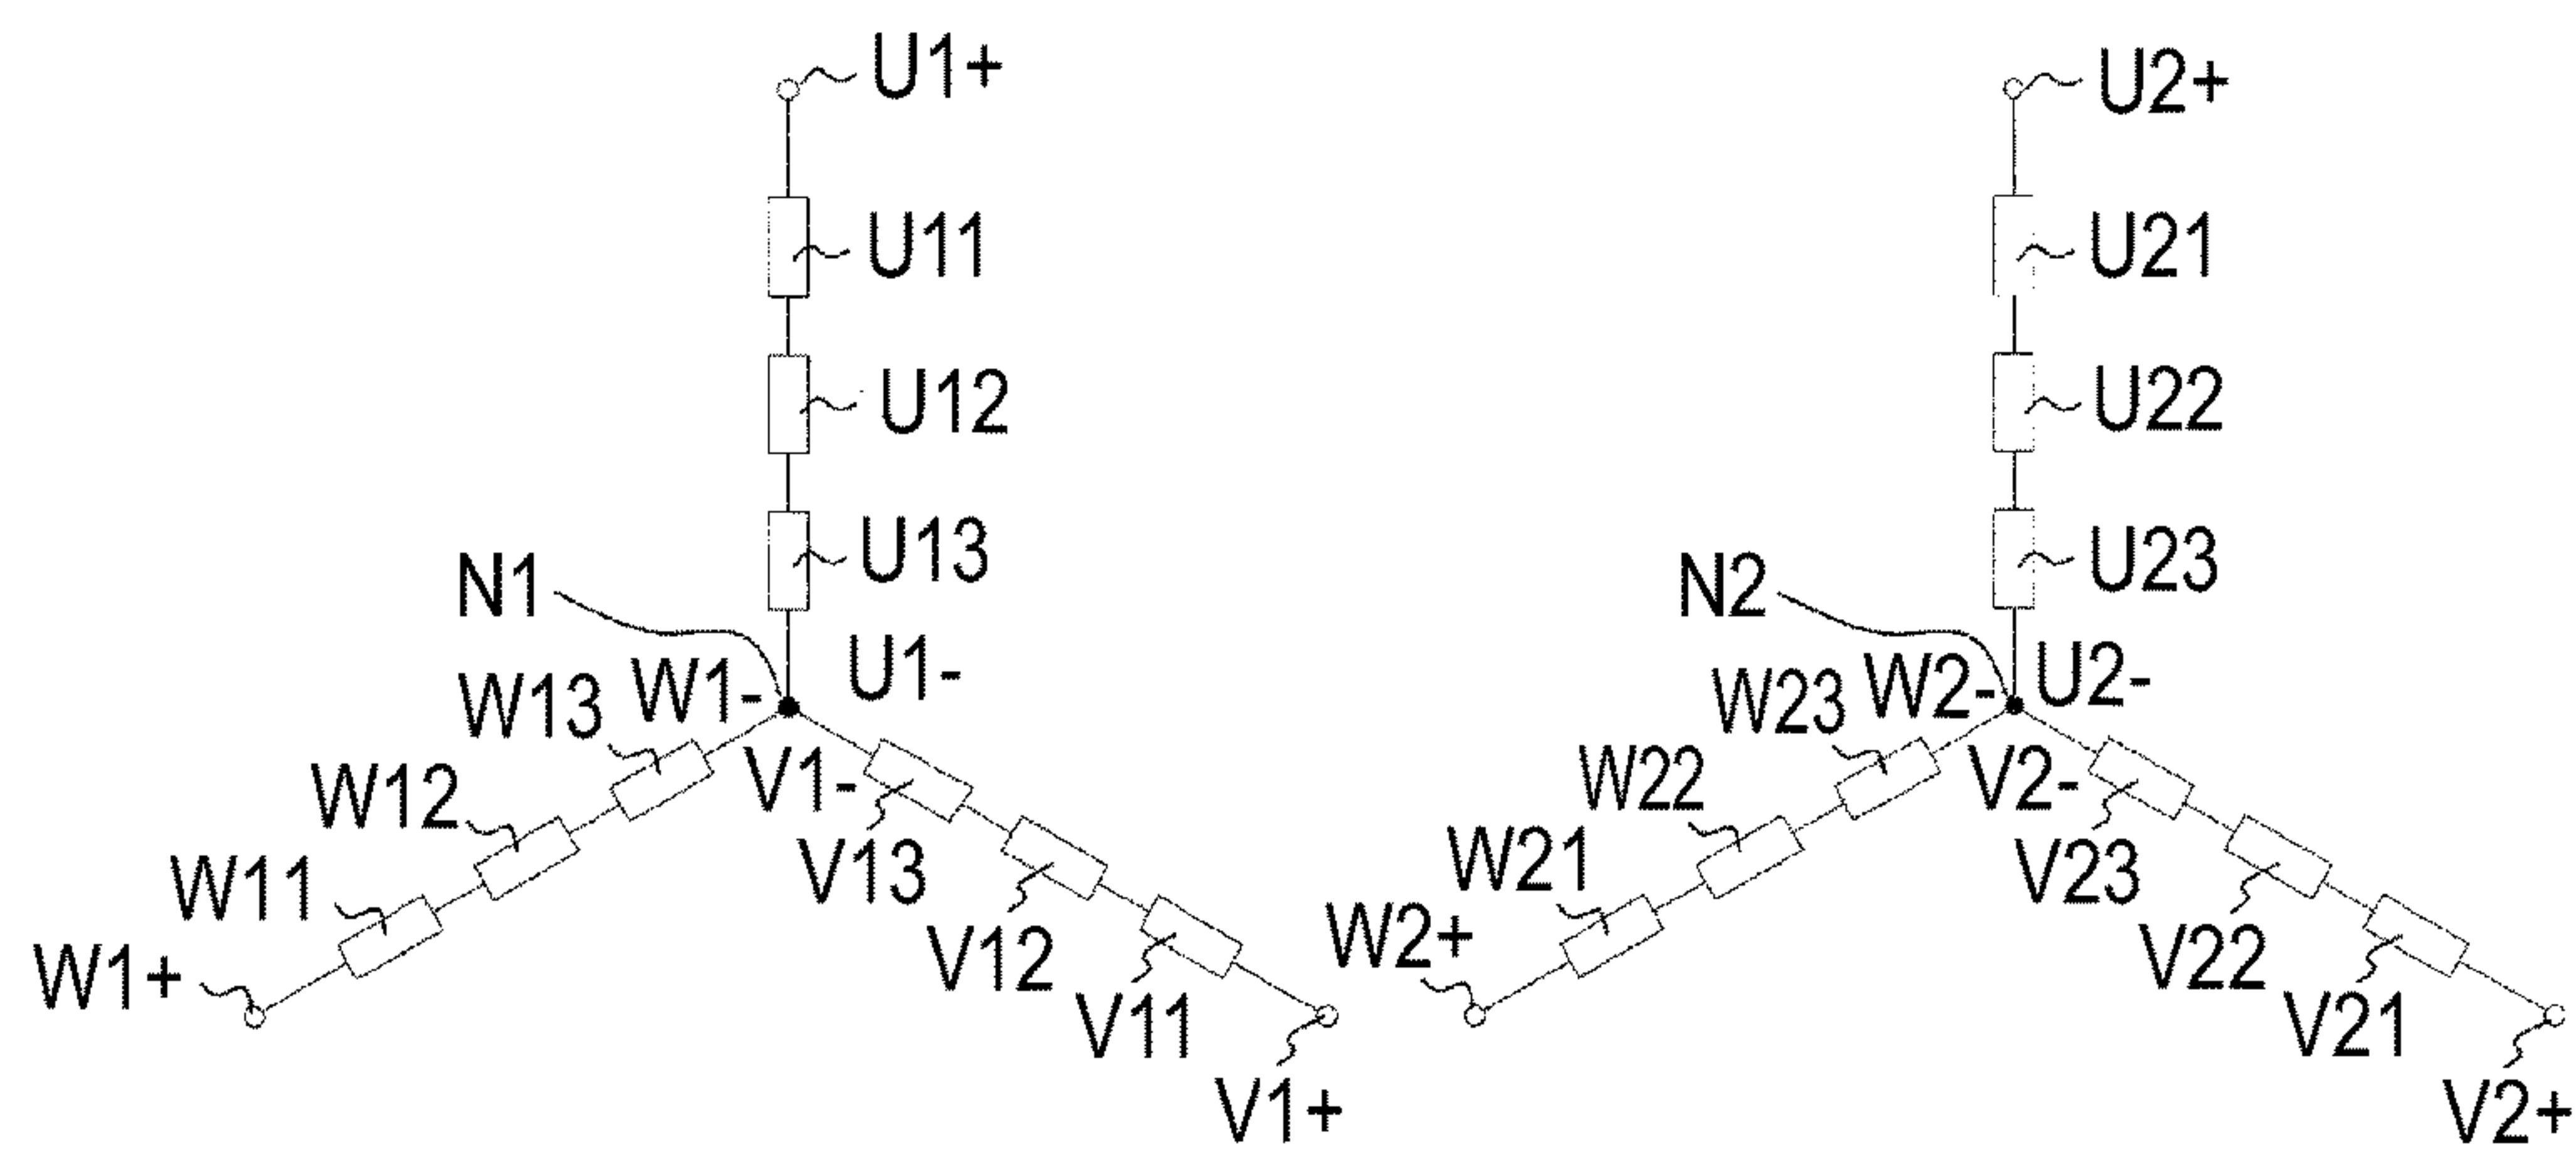 U1+
U2+
U11
U21
U12
U22
U13
U23
N1
N2
U1-
U2-
W1-
W2-
W13
W23
V1-
V2-
W12
W22
V13
V23
W11
W21
V12
V22
W1+
W2+
V11
V21
V1+
V2+